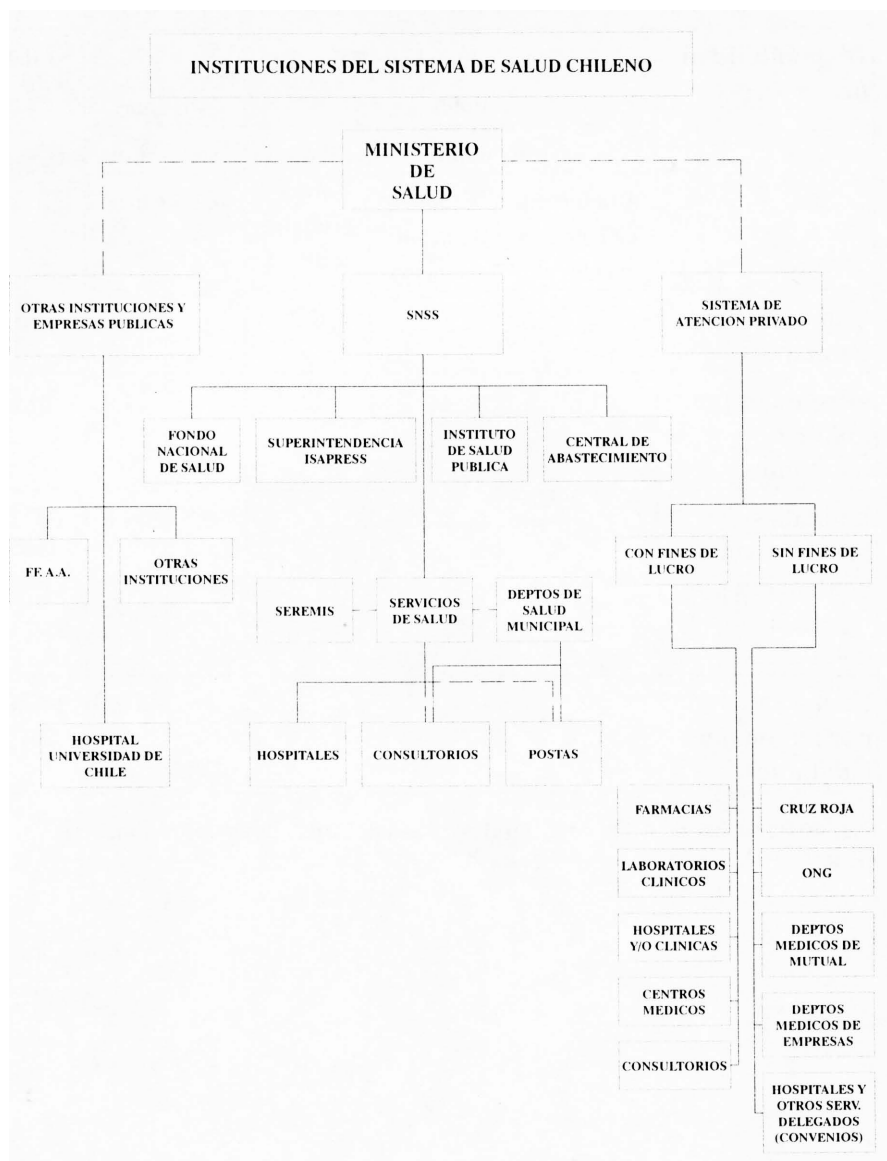 INSTITUCIONES DEL SISTEMA DE SALUD CHILENO
MINISTERIO
DE
SALUD
OTRAS INSTITUCIONES Y
EMPRESAS PUBLICAS
SNSS
SISTEMA DE
ATENCION PRIVADO
FONDO
NACIONAL
DE SALUD
SUPERINTENDENCIA
ISAPRESS
INSTITUTO
DE SALUD
PUBLICA
CENTRAL DE
ABASTECIMIENTO
FF. A.A.
OTRAS
INSTITUCIONES
CON FINES DE
LUCRO
SIN FINES DE
LUCRO
SEREMIS
SERVICIOS
DE SALUD
DEPTOS DE
SALUD
MUNICIPAL
HOSPITAL
UNIVERSIDAD DE
CHILE
HOSPITALES
CONSULTORIOS
POSTAS
FARMACIAS
LABORATORIOS
CLINICOS
HOSPITALES
Y/O CLINICAS
CENTROS
MEDICOS
CONSULTORIOS
CRUZ ROJA
ONG
DEPTOS
MEDICOS DE
MUTUAL
DEPTOS
MEDICOS DE
EMPRESAS
HOSPITALES Y
OTROS SERV.
DELEGADOS
(CONVENIOS)